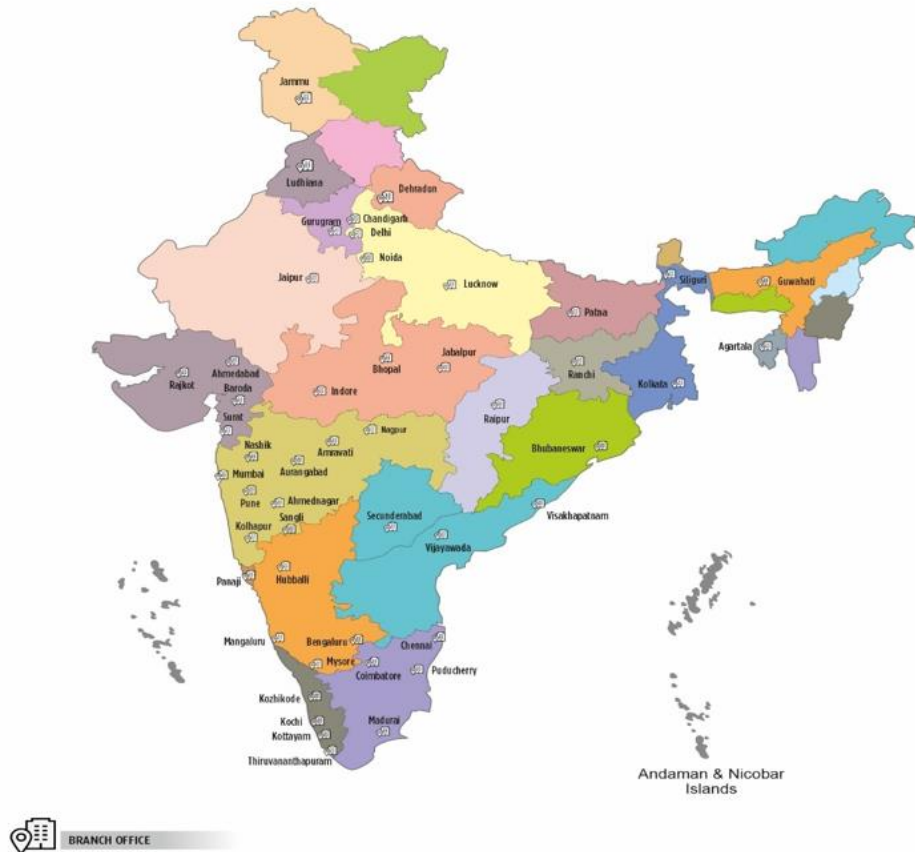 Jammu
Ludhiana
Dehradon
Chandigarh
Gurugram
Delhi
Noida
Jaipur
Lucknow
Siliguri
Guwahati
Patna
Agartala
Ahmedabad
Rajkot
Baroda
Surat
Bhopal
Jabalpur
Indore
Ranchi
Kolkata
Raipur
Nagpur
Amravati
Nashik
Aurangabad
Mumbai
Bhubaneswar
Pune
Ahmednagar
Sangli
Kolhapur
Secunderabad
Visakhapatnam
Vijayawada
Panaji
Hubballi
Mangaluru
Bengaluru
Chennai
Mysore
Coimbatore
Puducherry
Kozhikode
Kochi
Madurai
Kottayam
Thiruvananthapuram
Andaman & Nicobar
Islands
BRANCH OFFICE